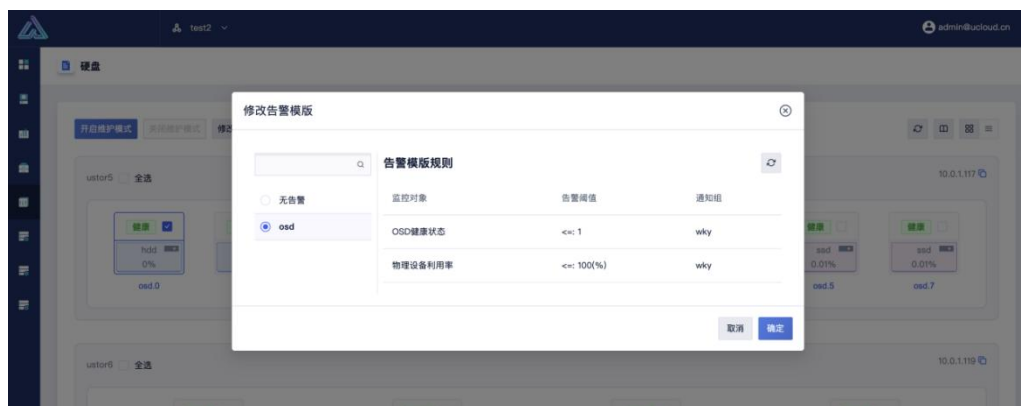 test2
admin@ucloud.cn
硬盘
修改告警模版
开启维护模式 关闭维护模式 修改
告警模版规则
ustor5 全选
10.0.1.117
无告警
监控对象 告警阈值 通知组
osd
OSD健康状态 <=: 1 wky
物理设备利用率 <=: 100(%) wky
健康
健康
健康
hdd
0%
osd.0
ssd
0.01%
osd.5
ssd
0.01%
osd.7
取消 确定
ustor6 全选
10.0.1.119